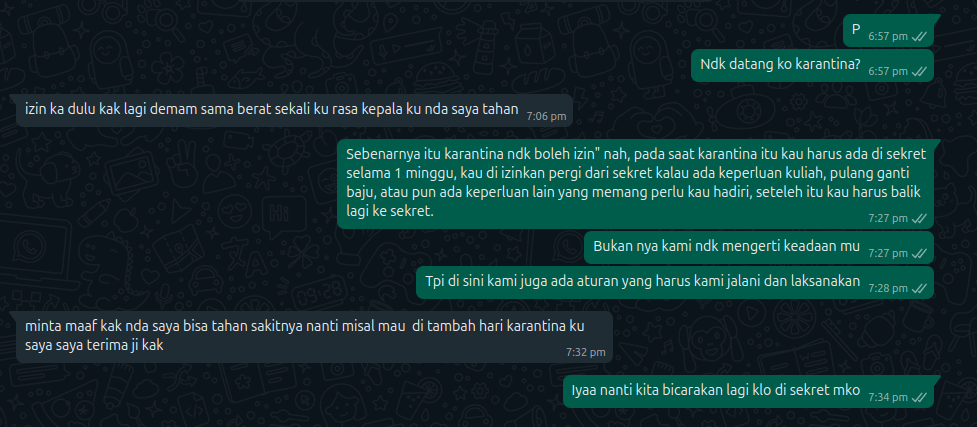 P
6:57 pm
Ndk datang ko karantina?
6:57 pm
izin ka dulu kak lagi demam sama berat sekali ku rasa kepala ku nda saya tahan
7:06 pm
Sebenarnya itu karantina ndk boleh izin" nah, pada saat karantina itu kau harus ada di sekret
selama 1 minggu, kau di izinkan pergi dari sekret kalau ada keperluan kuliah, pulang ganti
baju, atau pun ada keperluan lain yang memang perlu kau hadiri, seteleh itu kau harus balik
lagi ke sekret.
7:27 pm
Bukan nya kami ndk mengerti keadaan mu
7:27 pm
Tpi di sini kami juga ada aturan yang harus kami jalani dan laksanakan
7:28 pm
minta maaf kak nda saya bisa tahan sakitnya nanti misal mau di tambah hari karantina ku
saya saya terima ji kak
7:32 pm
Iyaa nanti kita bicarakan lagi klo di sekret mko
7:34 pm